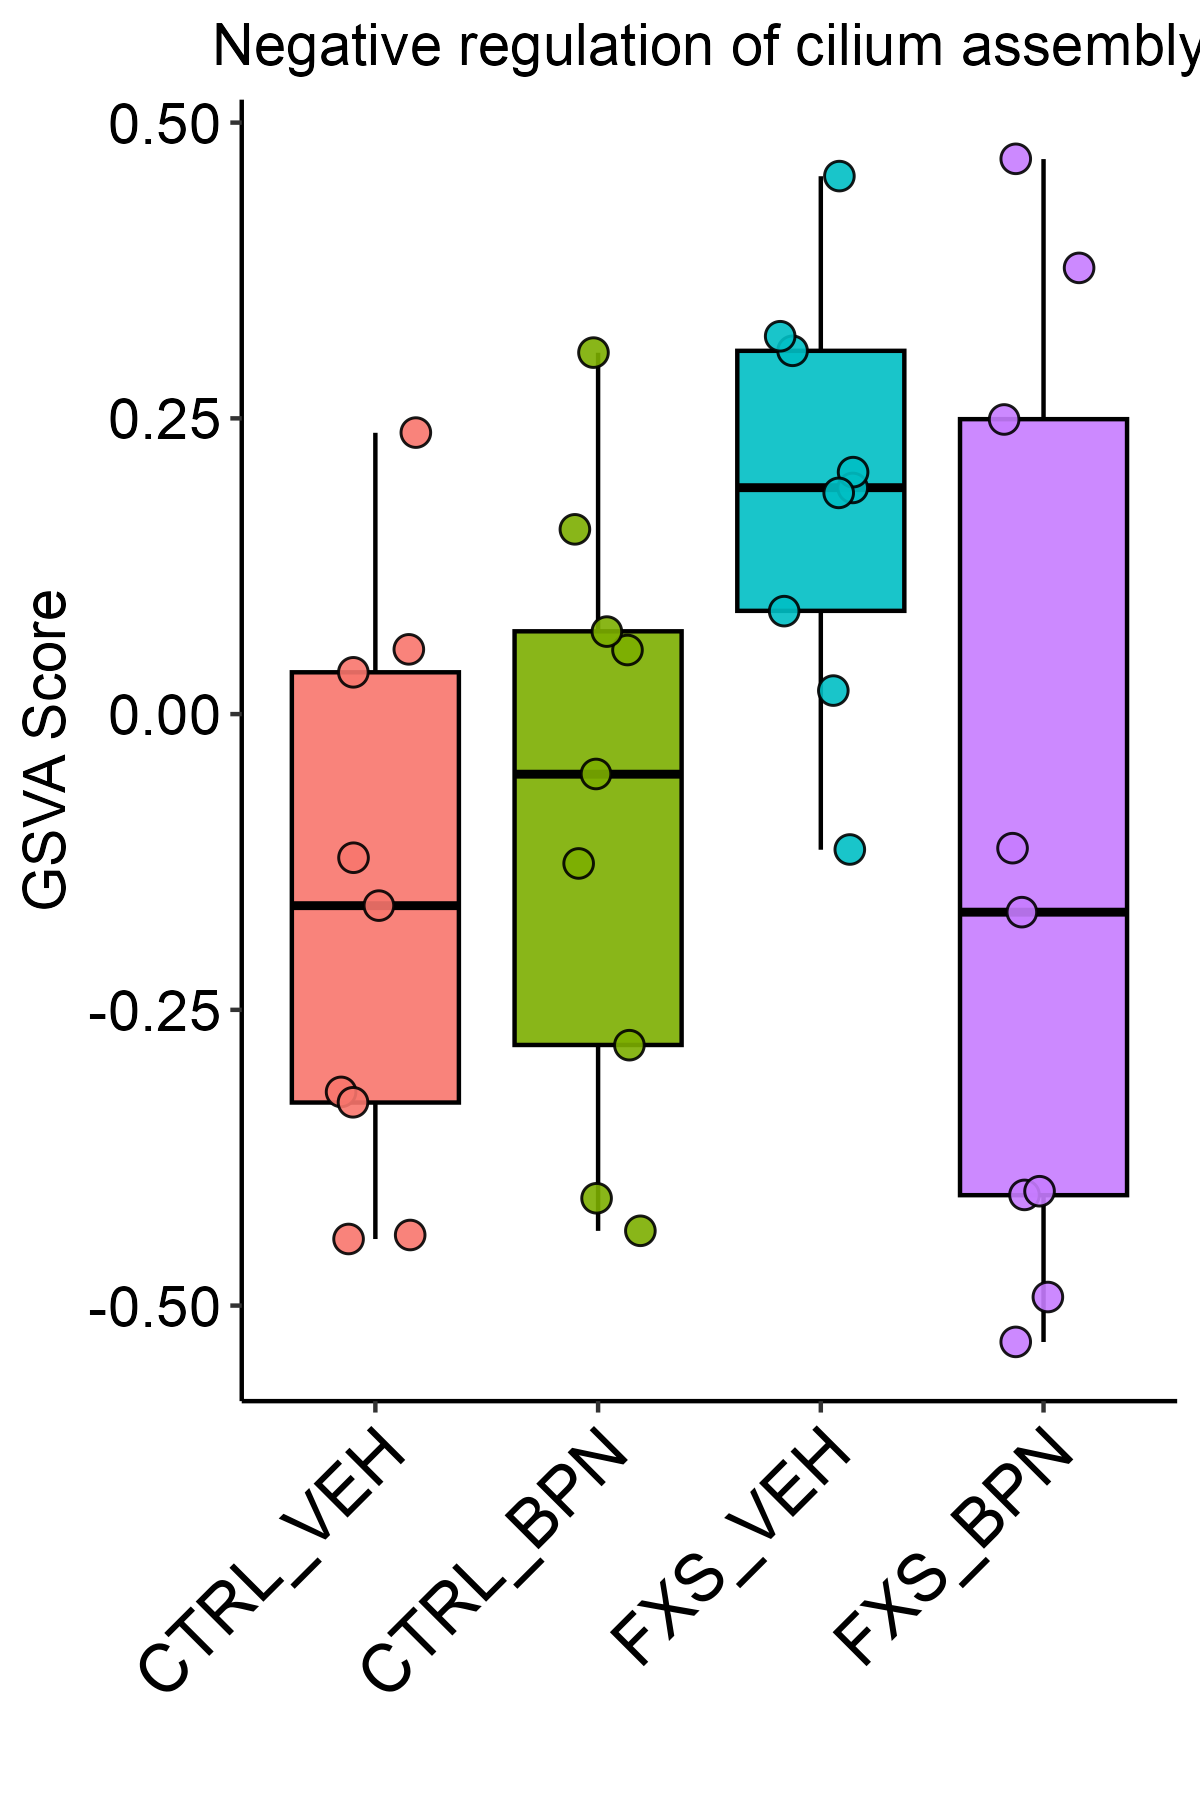 Negative regulation of cilium assembly
0.50
0.25
0.00
-0.25
-0.50
GSVA Score
CTRL_VEH
CTRL_BPN
FXS_VEH
FXS_BPN